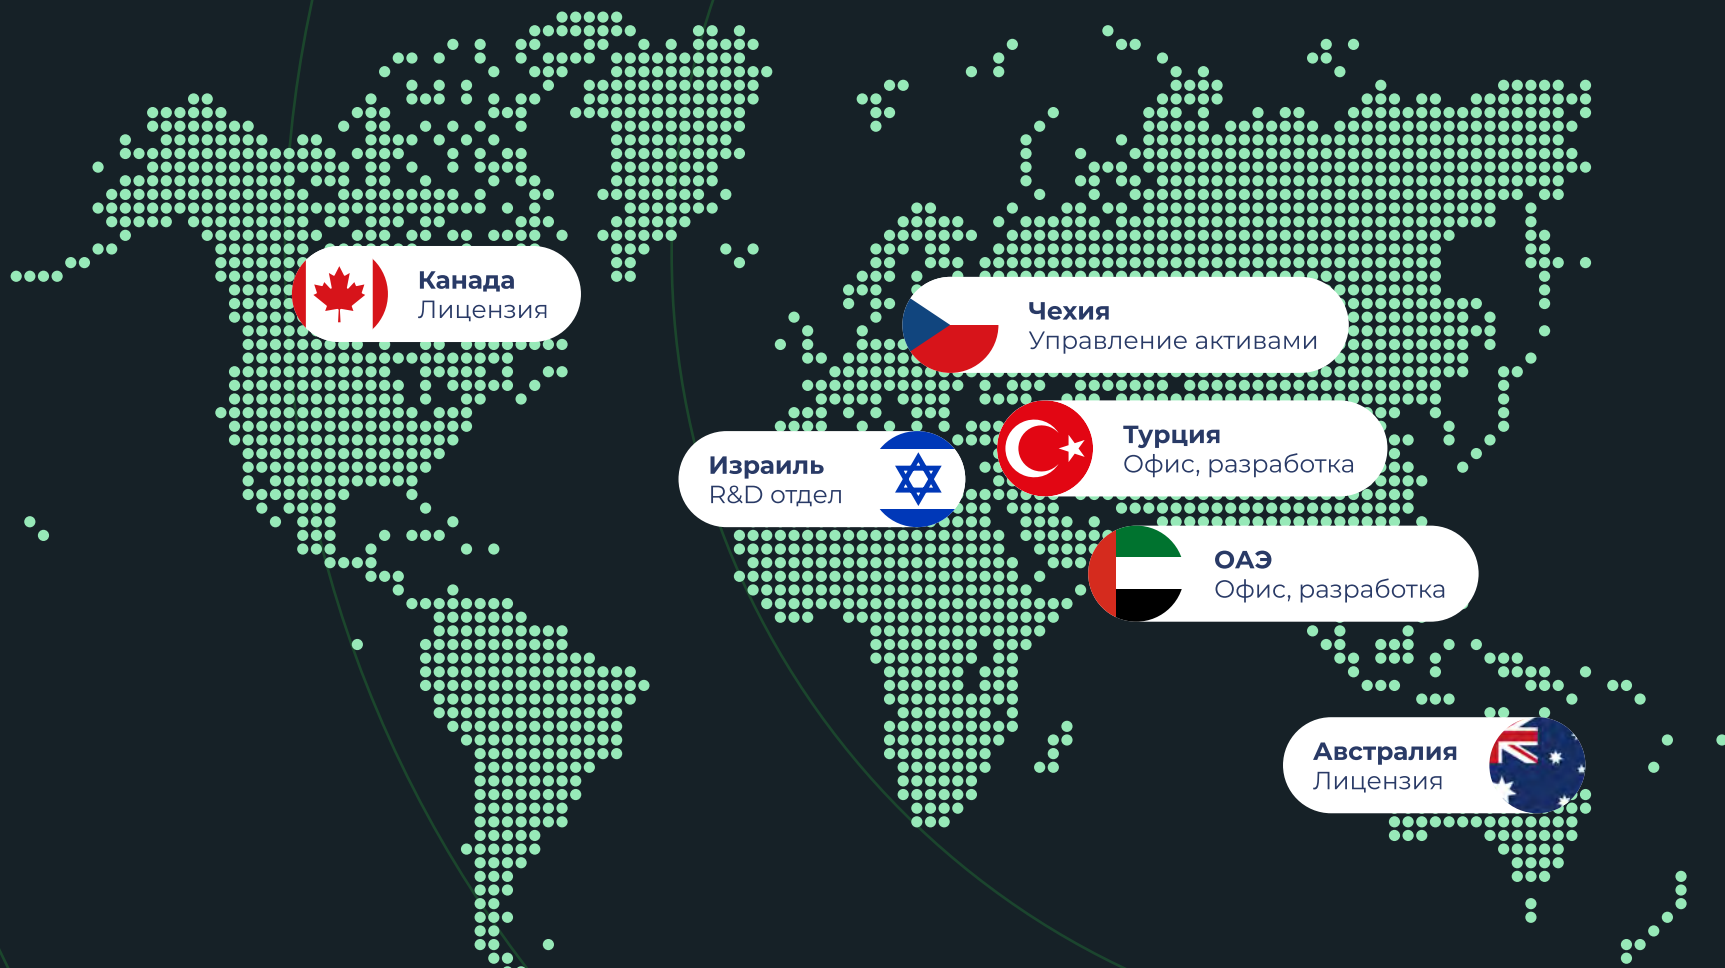 Канада
Лицензия
Чехия
Управление активами
Турция
Офис, разработка
Израиль
R&D отдел
ОАЭ
Офис, разработка
Австралия
Лицензия